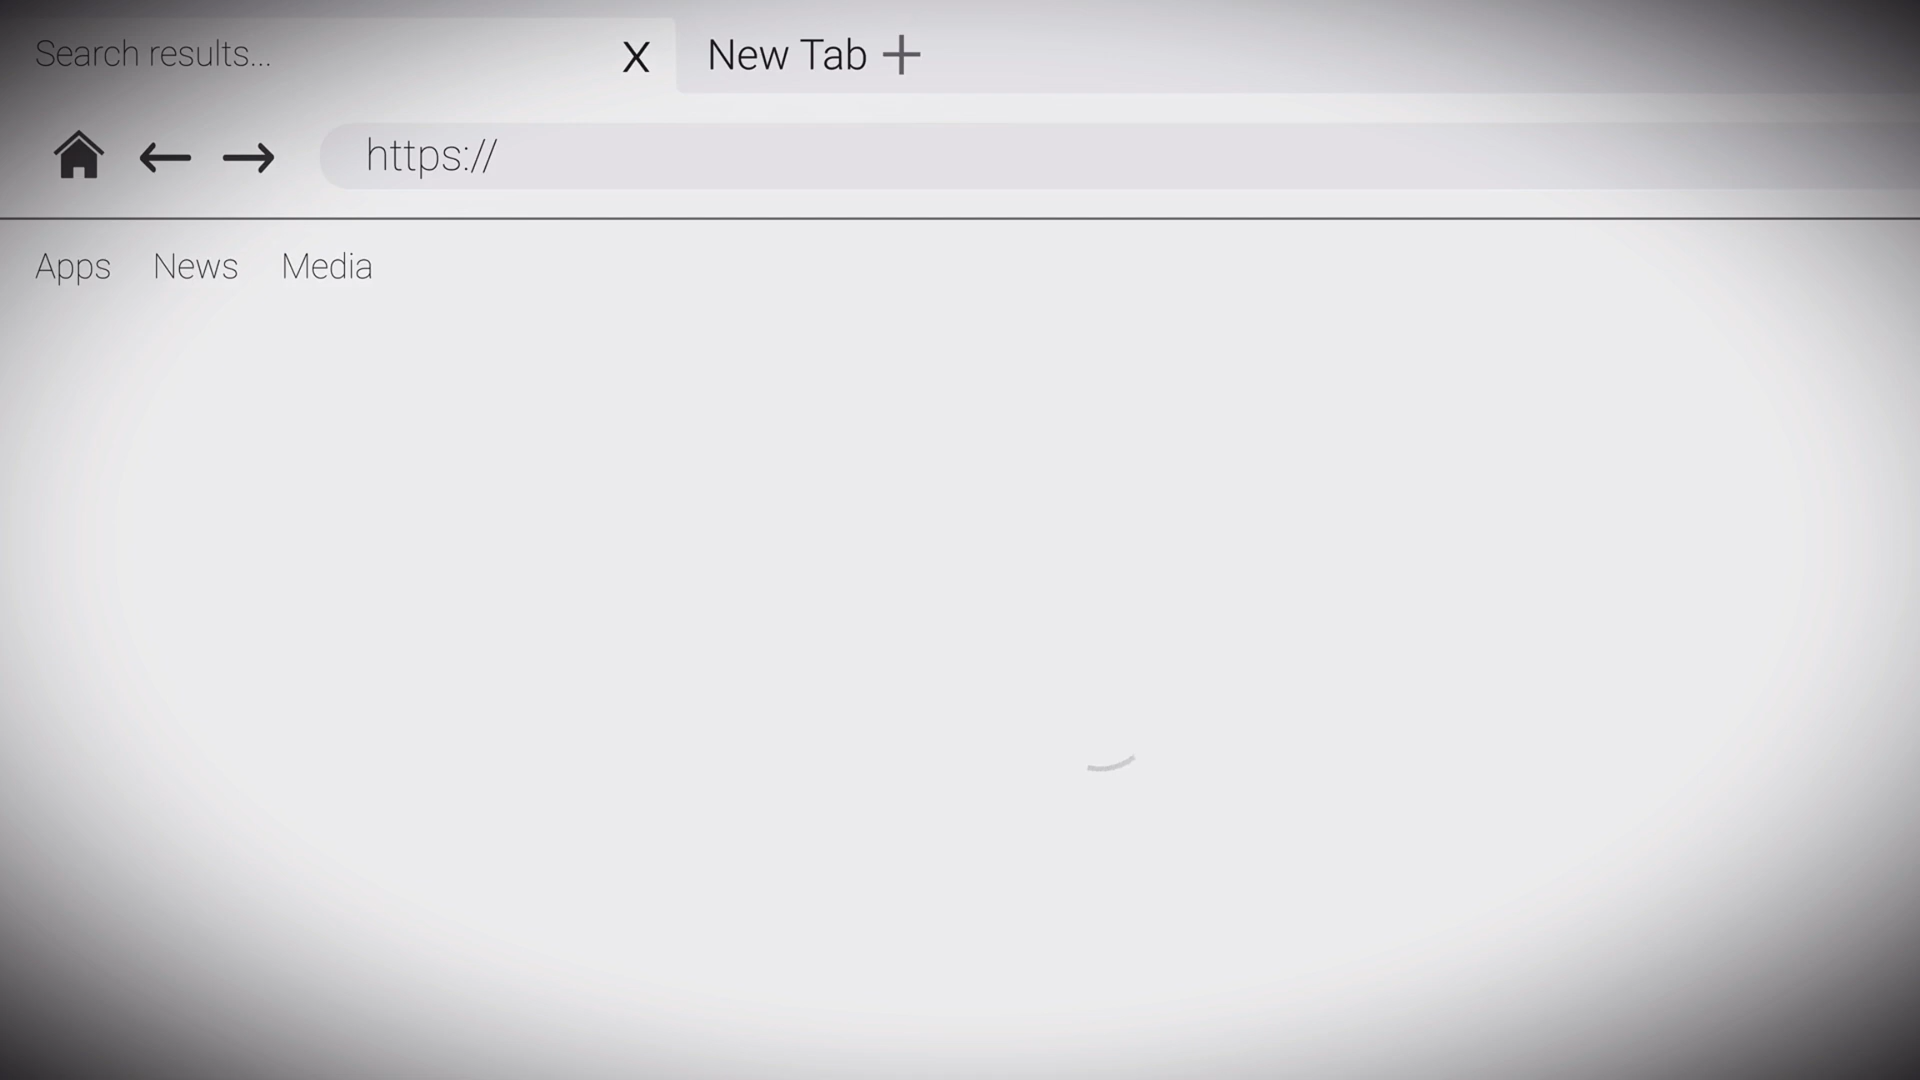 Search results...
X
New Tab +
https://
Apps News Media